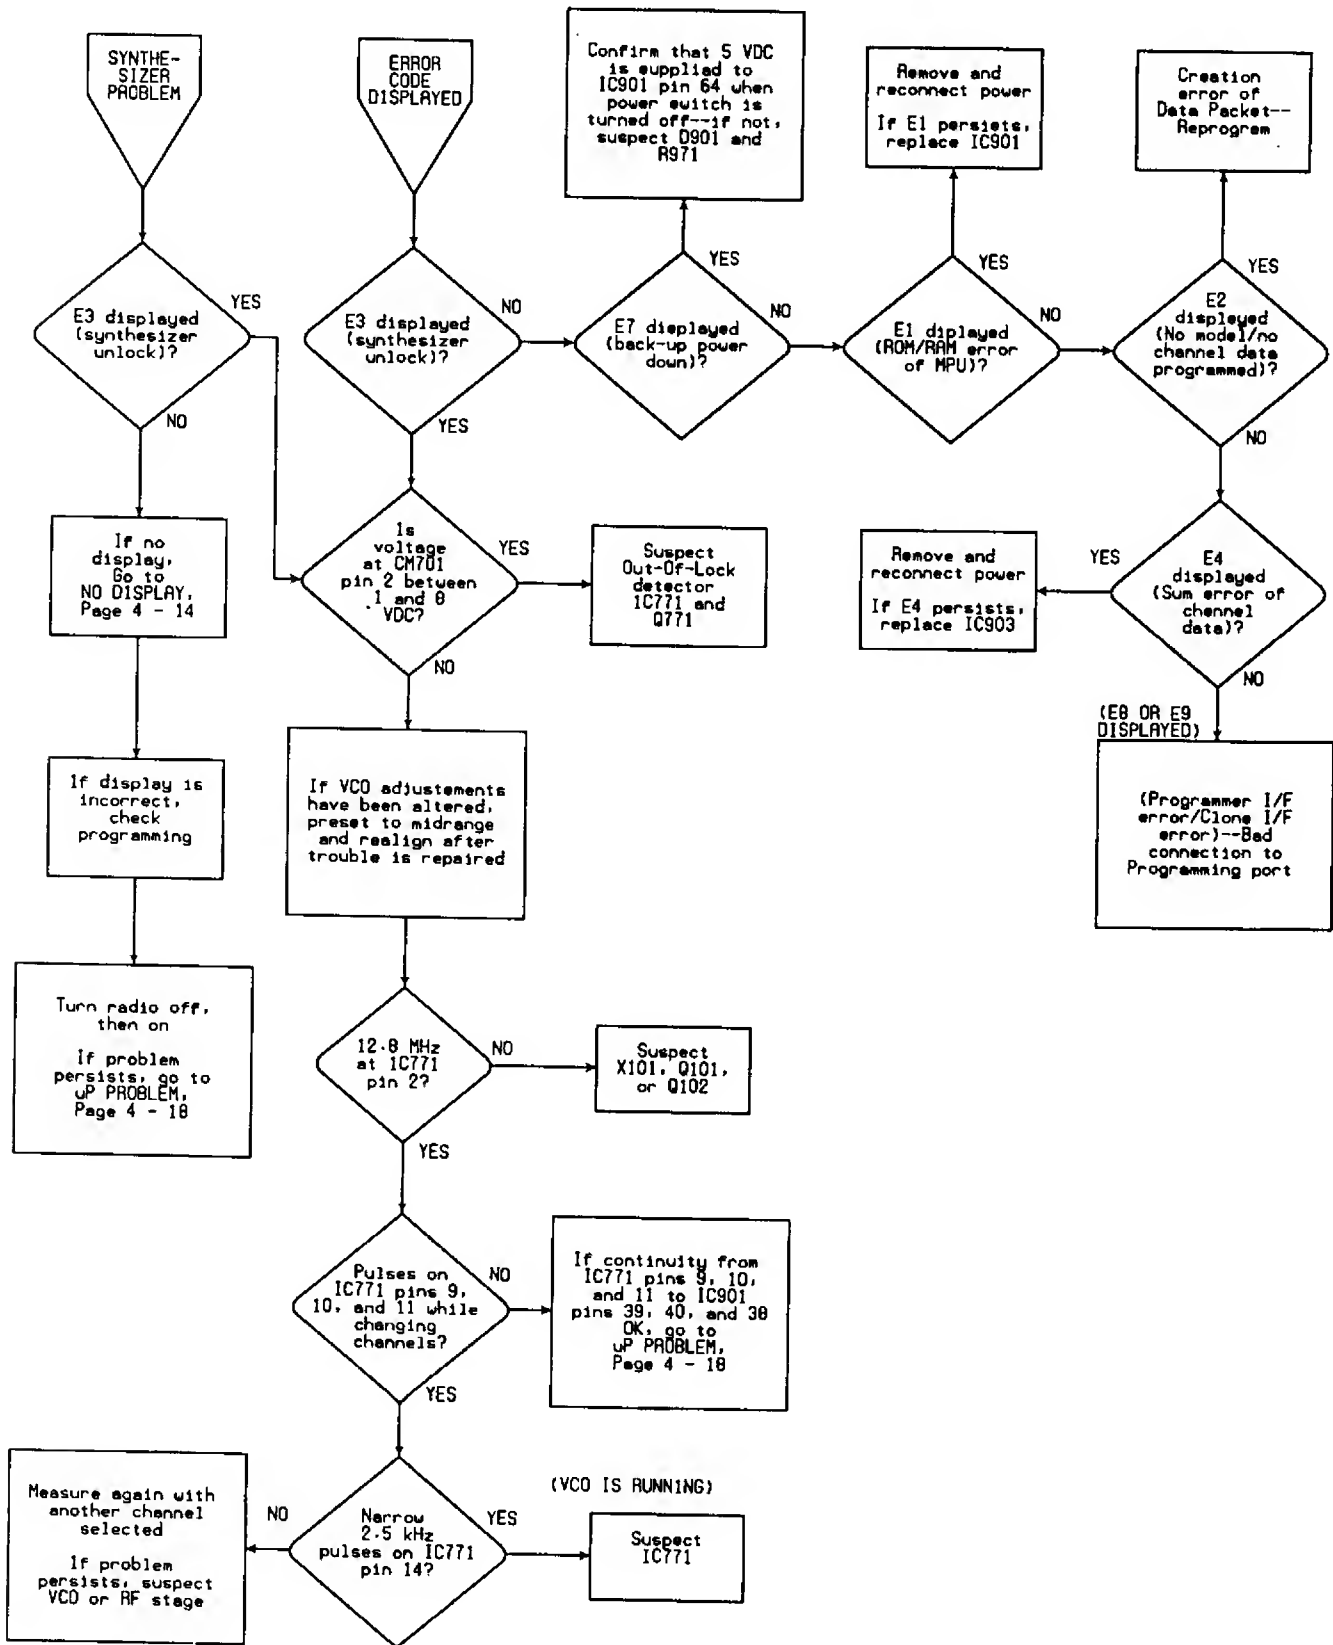 SYNTHE-
SIZER
PROBLEM
ERROR
CODE
DISPLAYED
Confirm that 5 VDC
is suppliad to
IC901 pin 64 when
power switch is
turned off--if not,
suspect D901 and
R971
Remove and
reconnect power
If E1 persists,
replace IC901
Creation
error of
Data Packet--
Reprogram
E3 displayed
(synthesizer
unlock)?
YES
NO
E3 displayed
(synthesizer
unlock)?
NO
YES
E7 displayed
(back-up power
down)?
YES
NO
E1 diplayed
(ROM/RAM error
of MPU)?
YES
NO
E2
displayed
(No model/no
channel data
programmed)?
YES
NO
If no
display,
Go to
NO DISPLAY,
Page 4 - 14
Is
voltage
at CM701
pin 2 between
1 and 8
VDC?
YES
NO
Suspect
Out-Of-Lock
detector
IC771 and
Q771
Remove and
reconnect power
If E4 persists,
replace IC903
YES
E4
displayed
(Sum error of
channel
data)?
NO
(E8 OR E9
DISPLAYED)
If display is
incorrect,
check
programming
If VCO adjustements
have been altered,
preset to midrange
and realign after
trouble is repaired
(Programmer I/F
error/Clone I/F
error)--Bad
connection to
Programming port
Turn radio off,
then on
If problem
persists, go to
uP PROBLEM,
Page 4 - 18
12.8 MHz
at IC771
pin 2?
NO
YES
Suspect
X101, Q101,
or Q102
Pulses on
IC771 pins 9,
10, and 11 while
changing
channels?
NO
YES
If continuity from
IC771 pins 9, 10,
and 11 to IC901
pins 39, 40, and 38
OK, go to
uP PROBLEM,
Page 4 - 18
Measure again with
another channel
selected
If problem
persists, suspect
VCO or RF stage
NO
Narrow
2.5 kHz
pulses on IC771
pin 14?
YES
(VCO IS RUNNING)
Suspect
IC771